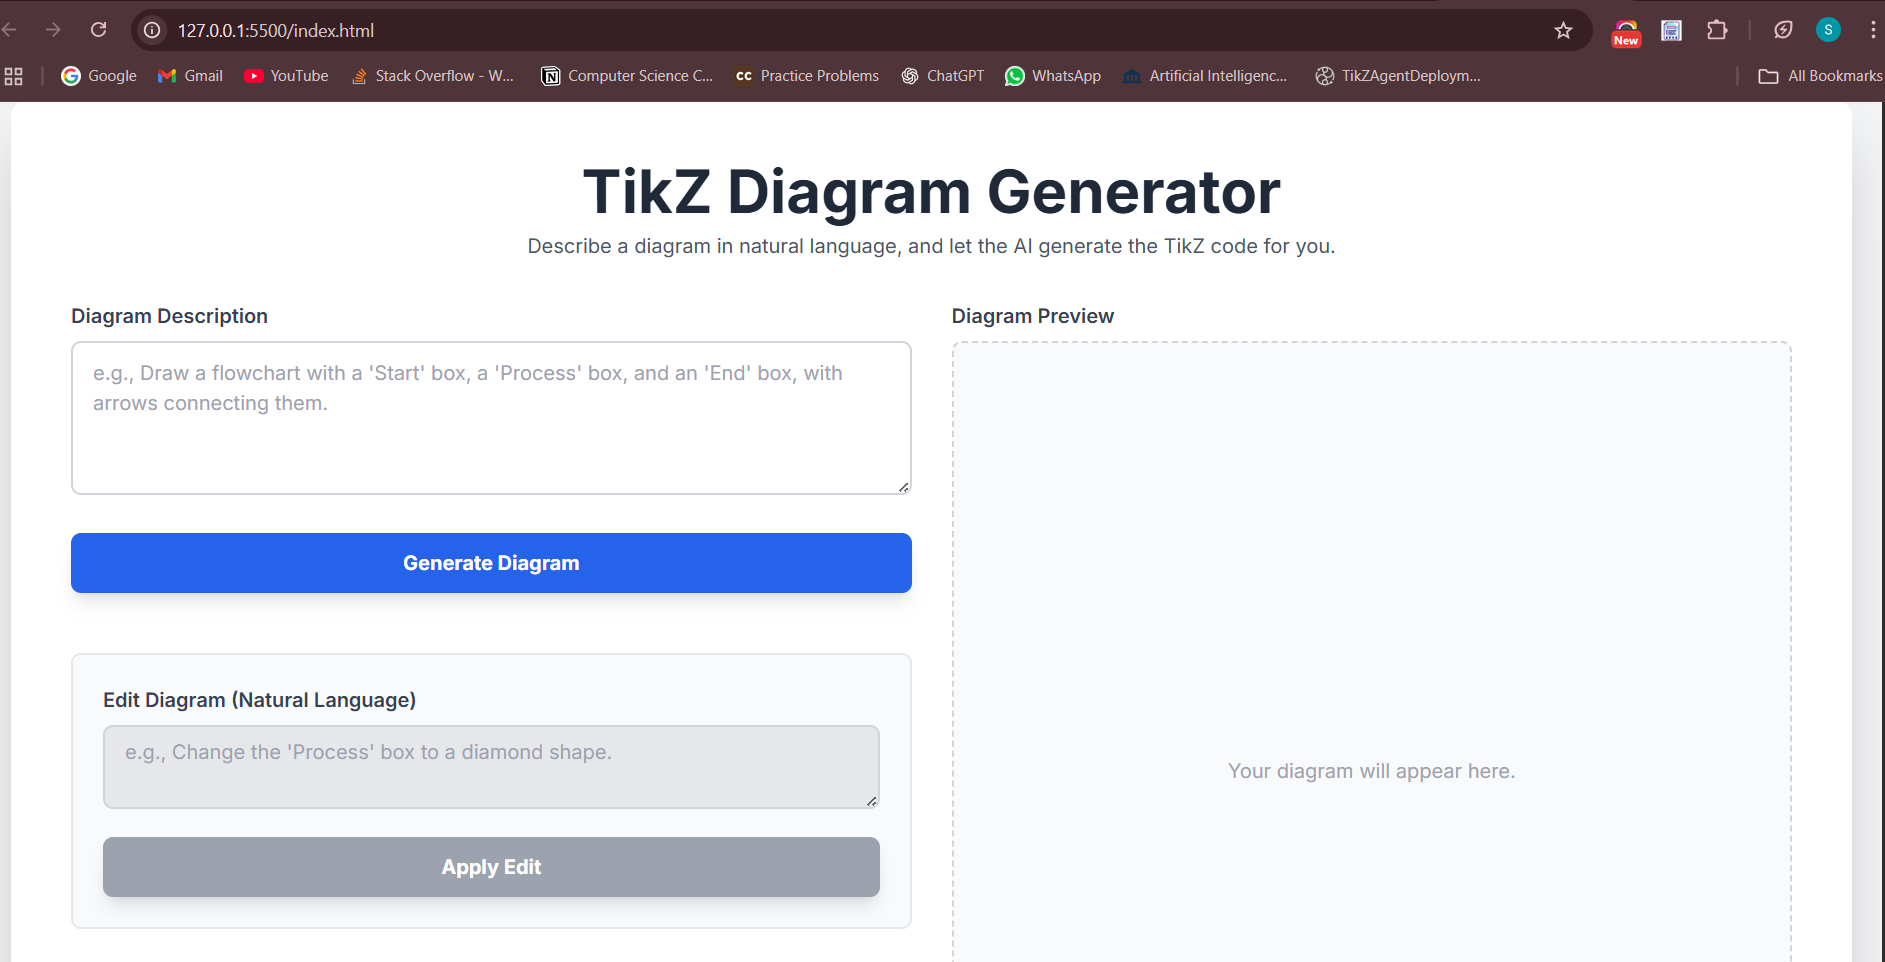 127.0.0.1:5500/index.html
New
S
Google
Gmail
YouTube
Stack Overflow - W...
Computer Science C...
CC
Practice Problems
ChatGPT
WhatsApp
Artificial Intelligenc...
TikZAgentDeploym...
All Bookmarks
TikZ Diagram Generator
Describe a diagram in natural language, and let the AI generate the TikZ code for you.
Diagram Description
e.g., Draw a flowchart with a 'Start' box, a 'Process' box, and an 'End' box, with
arrows connecting them.
Generate Diagram
Edit Diagram (Natural Language)
e.g., Change the 'Process' box to a diamond shape.
Apply Edit
Diagram Preview
Your diagram will appear here.